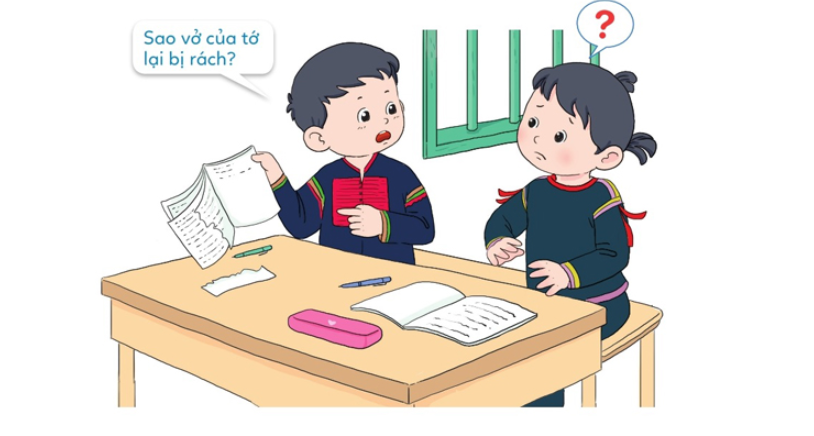 Sao vở của tớ
lại bị rách?
?